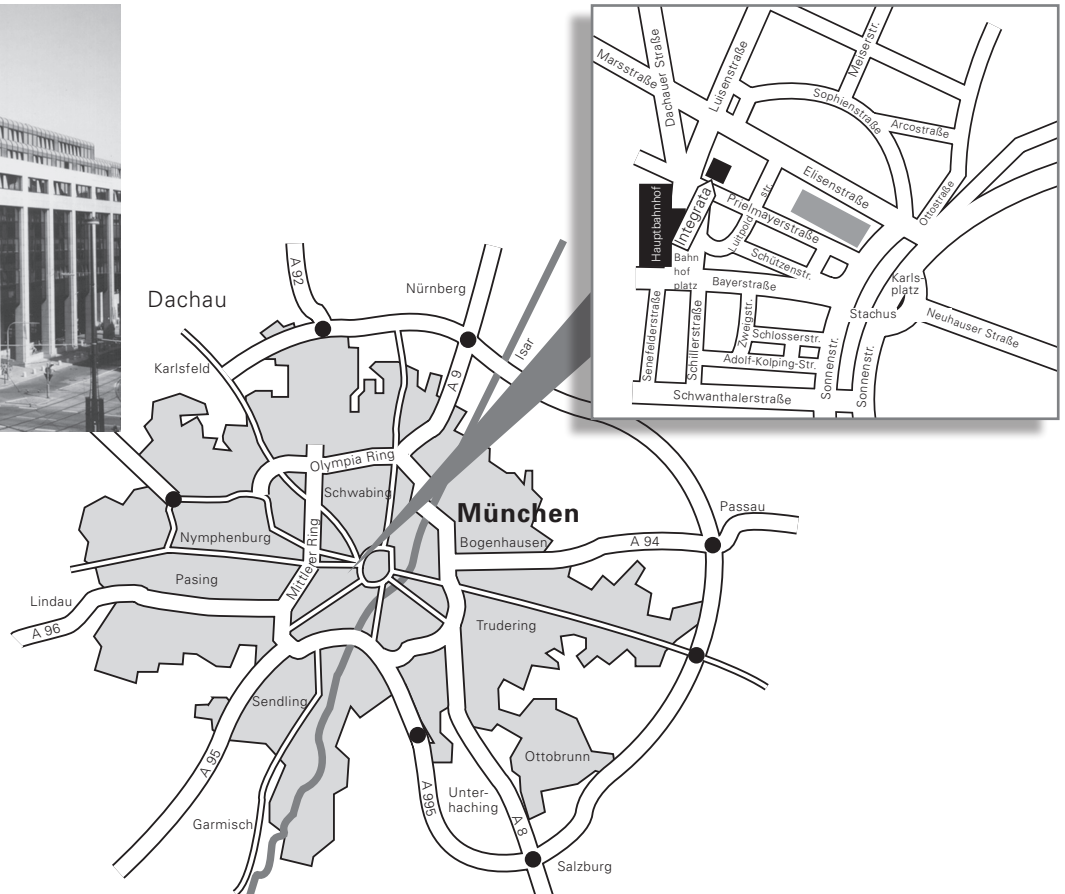 Marsstraße
Dachauer Straße
Luisenstraße
Meiserstr.
Sophienstraße
Arcostraße
Elisenstraße
Ottostraße
Hauptbahnhof
Integrata
Prielmayerstraße
Luitpold
str.
Schützenstr.
Bahn
hof
platz
Bayerstraße
Karls-
platz
Stachus
Neuhauser Straße
Senefelderstraße
Schillerstraße
Zweigstr.
Schlosserstr.
Adolf-Kolping-Str.
Sonnenstr.
Sonnenstr.
Schwanthalerstraße
A 92
Dachau
Nürnberg
Isar
Karlsfeld
A 9
Olympia Ring
Schwabing
München
Passau
Nymphenburg
Mittlerer Ring
Bogenhausen
A 94
Pasing
Lindau
A 96
Trudering
Sendling
Ottobrunn
A 95
A 995
Unter-
haching
Garmisch
A 8
Salzburg